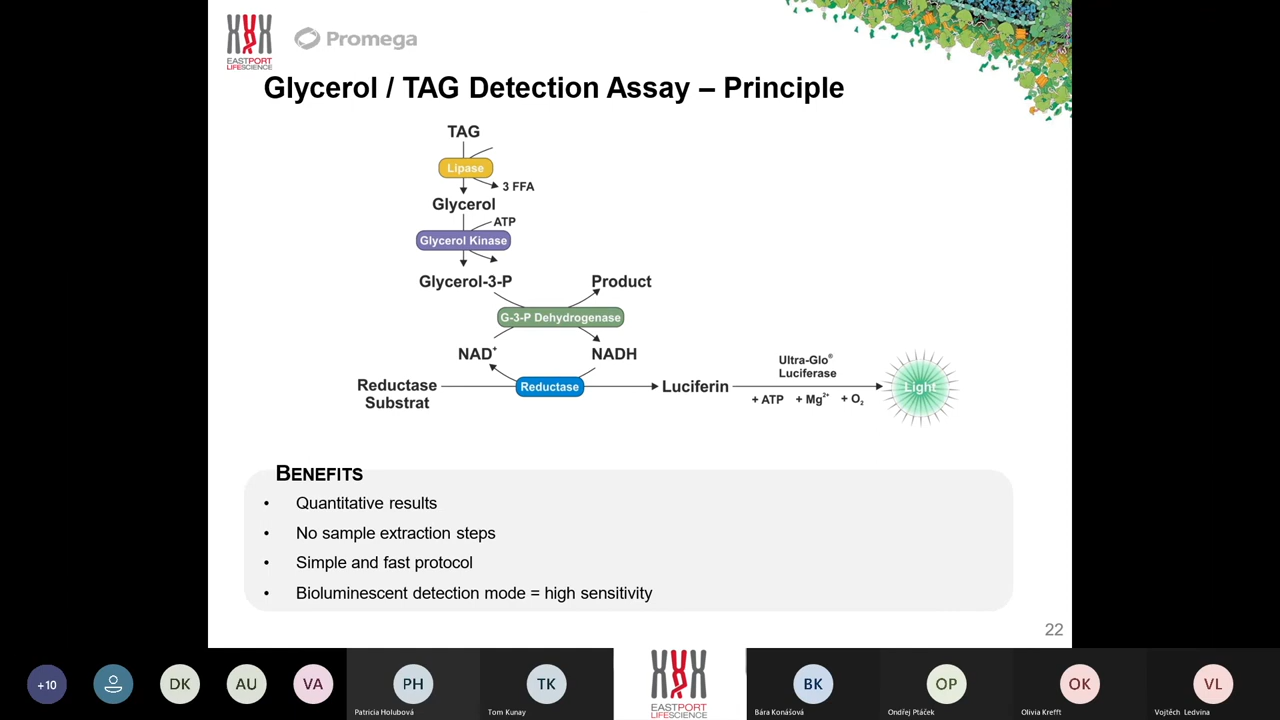 EASTPORT
LIFESCIENCE
Promega
Glycerol / TAG Detection Assay – Principle
TAG
Lipase
3 FFA
Glycerol
ATP
Glycerol Kinase
Glycerol-3-P
Product
G-3-P Dehydrogenase
NAD+
NADH
Reductase
Substrat
Reductase
Luciferin
Ultra-Glo®
Luciferase
+ ATP + Mg2+ + O2
Light
BENEFITS
• Quantitative results
• No sample extraction steps
• Simple and fast protocol
• Bioluminescent detection mode = high sensitivity
22
+10
DK
AU
VA
PH
Patricia Holubová
TK
Tom Kunay
EASTPORT
LIFESCIENCE
BK
Bára Konášová
OP
Ondřej Ptáček
OK
Olivia Krefft
VL
Vojtěch Ledvina